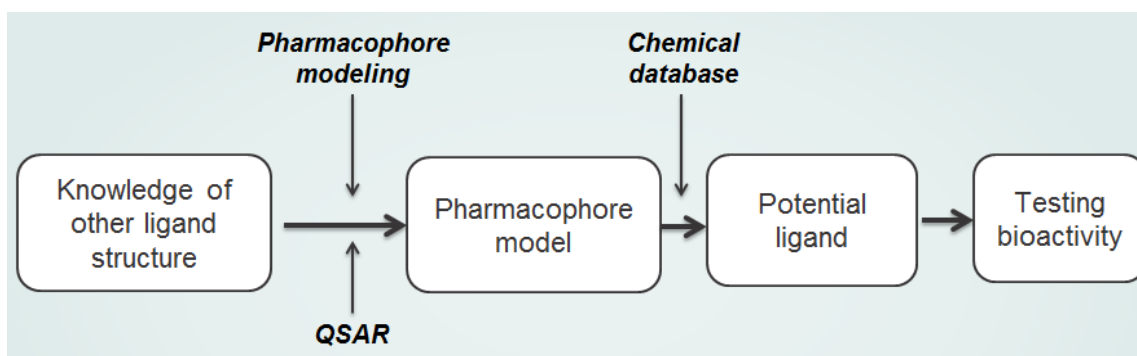 Pharmacophore
modeling
Chemical
database
Knowledge of
other ligand
structure
Pharmacophore
model
Potential
ligand
Testing
bioactivity
QSAR